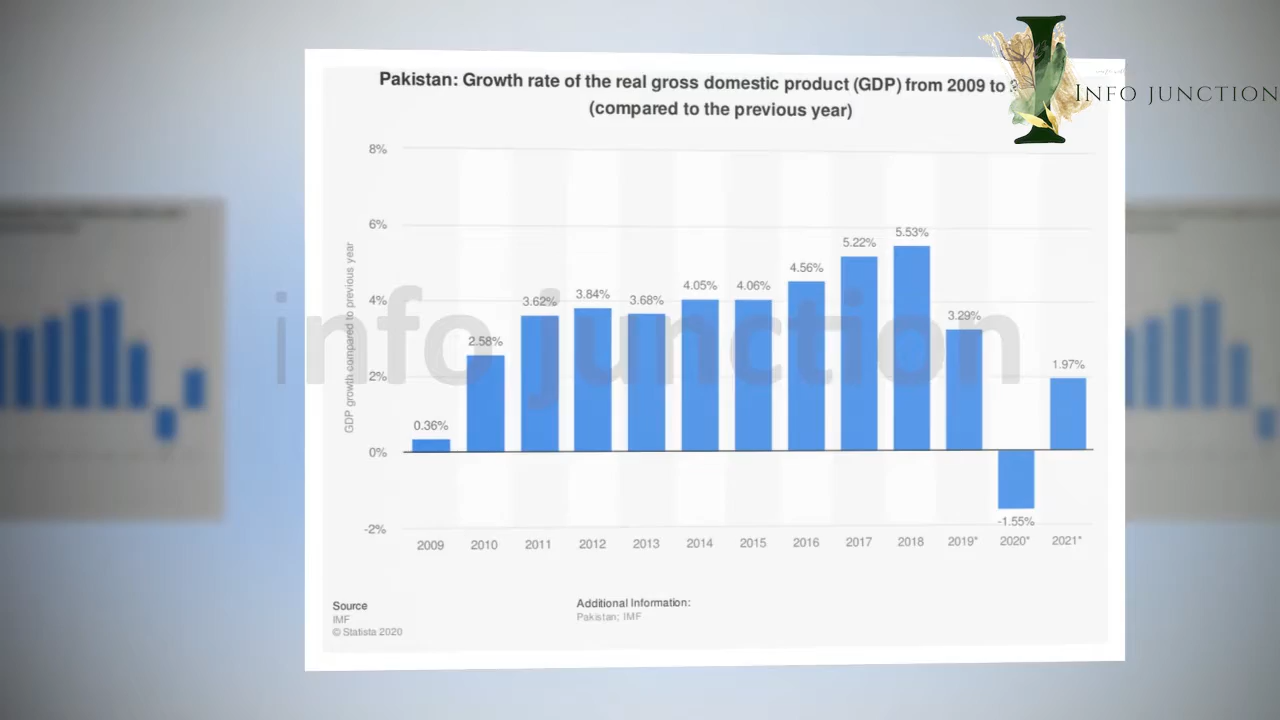 Pakistan: Growth rate of the real gross domestic product (GDP) from 2009 to
(compared to the previous year)
INFO JUNCTION
GDP growth compared to previous year
8%
6%
4%
2%
0%
-2%
0.36%
2.58%
3.62%
3.84%
3.68%
4.05%
4.06%
4.56%
5.22%
5.53%
3.29%
-1.55%
1.97%
info junction
2009 2010 2011 2012 2013 2014 2015 2016 2017 2018 2019* 2020* 2021*
Source
IMF
© Statista 2020
Additional Information:
Pakistan; IMF